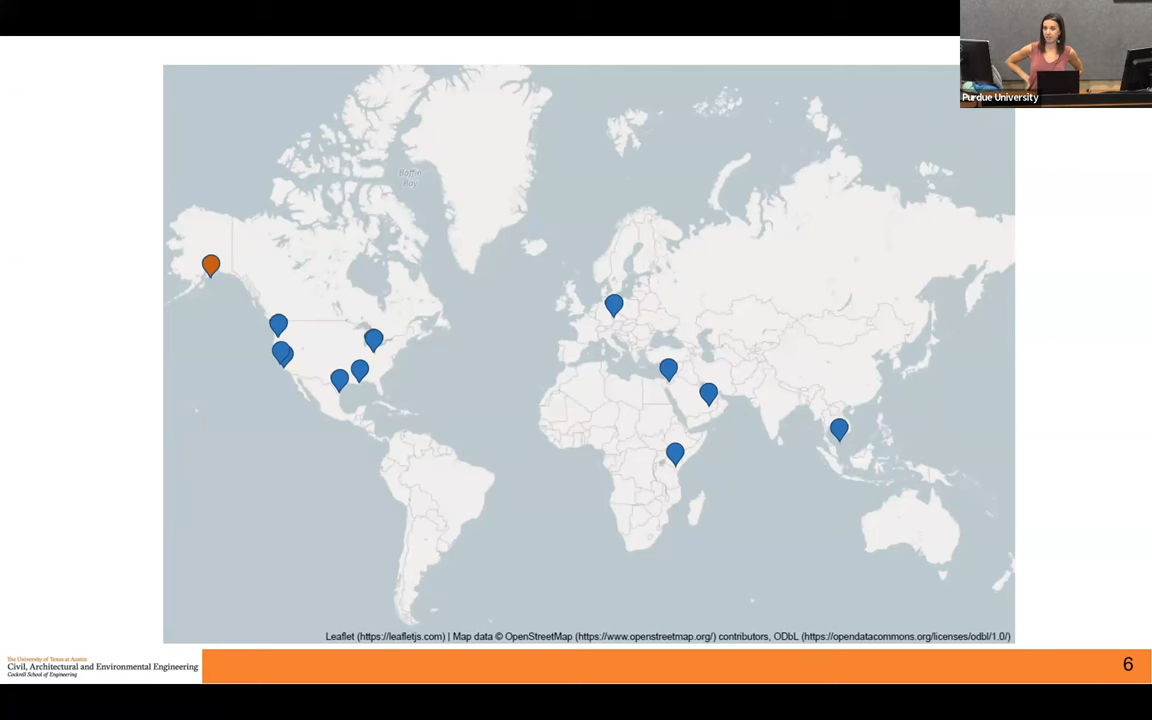 Purdue University
Baffin
Bay
Leaflet (https://leafletjs.com) | Map data © OpenStreetMap (https://www.openstreetmap.org/) contributors, ODbL (https://opendatacommons.org/licenses/odbl/1.0/)
The University of Texas at Austin
Civil, Architectural and Environmental Engineering
Cockrell School of Engineering
6